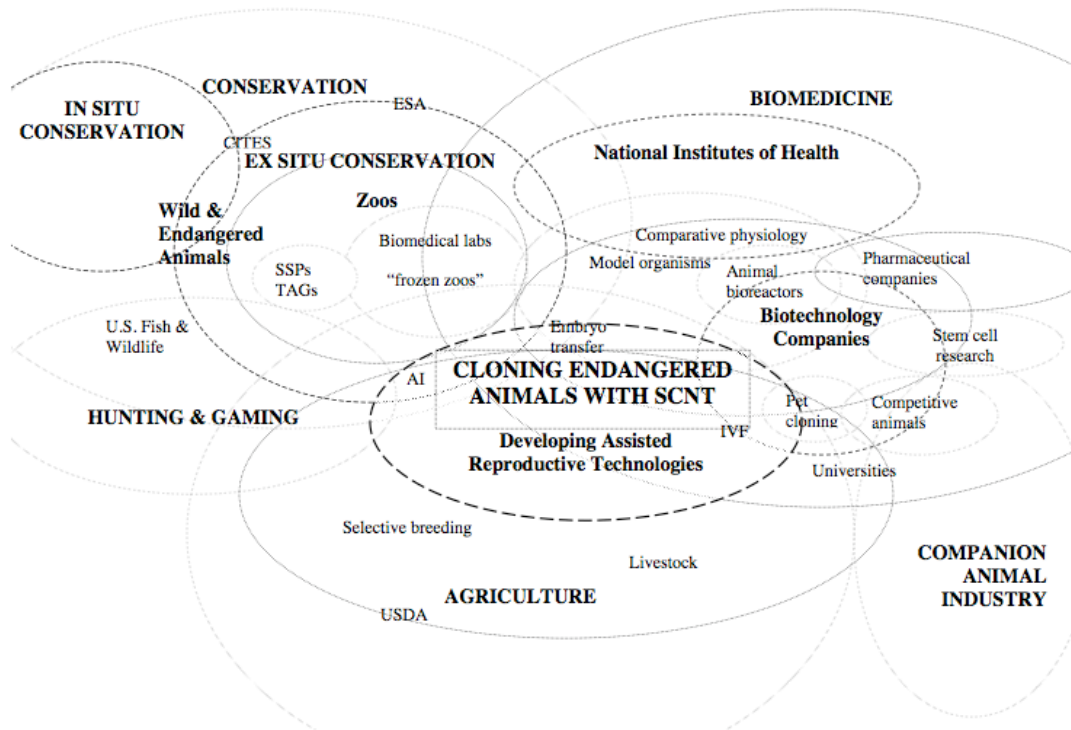 CONSERVATION
ESA
IN SITU
CONSERVATION
BIOMEDICINE
CITES
EX SITU CONSERVATION
National Institutes of Health
Zoos
Wild &
Endangered
Animals
Biomedical labs
SSPs
TAGs
"frozen zoos"
Comparative physiology
Model organisms
Animal
bioreactors
Pharmaceutical
companies
Biotechnology
Companies
Stem cell
research
U.S. Fish &
Wildlife
Embryo
transfer
AI
CLONING ENDANGERED
ANIMALS WITH SCNT
HUNTING & GAMING
Pet
cloning
Competitive
animals
IVF
Developing Assisted
Reproductive Technologies
Universities
Selective breeding
Livestock
AGRICULTURE
USDA
COMPANION
ANIMAL
INDUSTRY